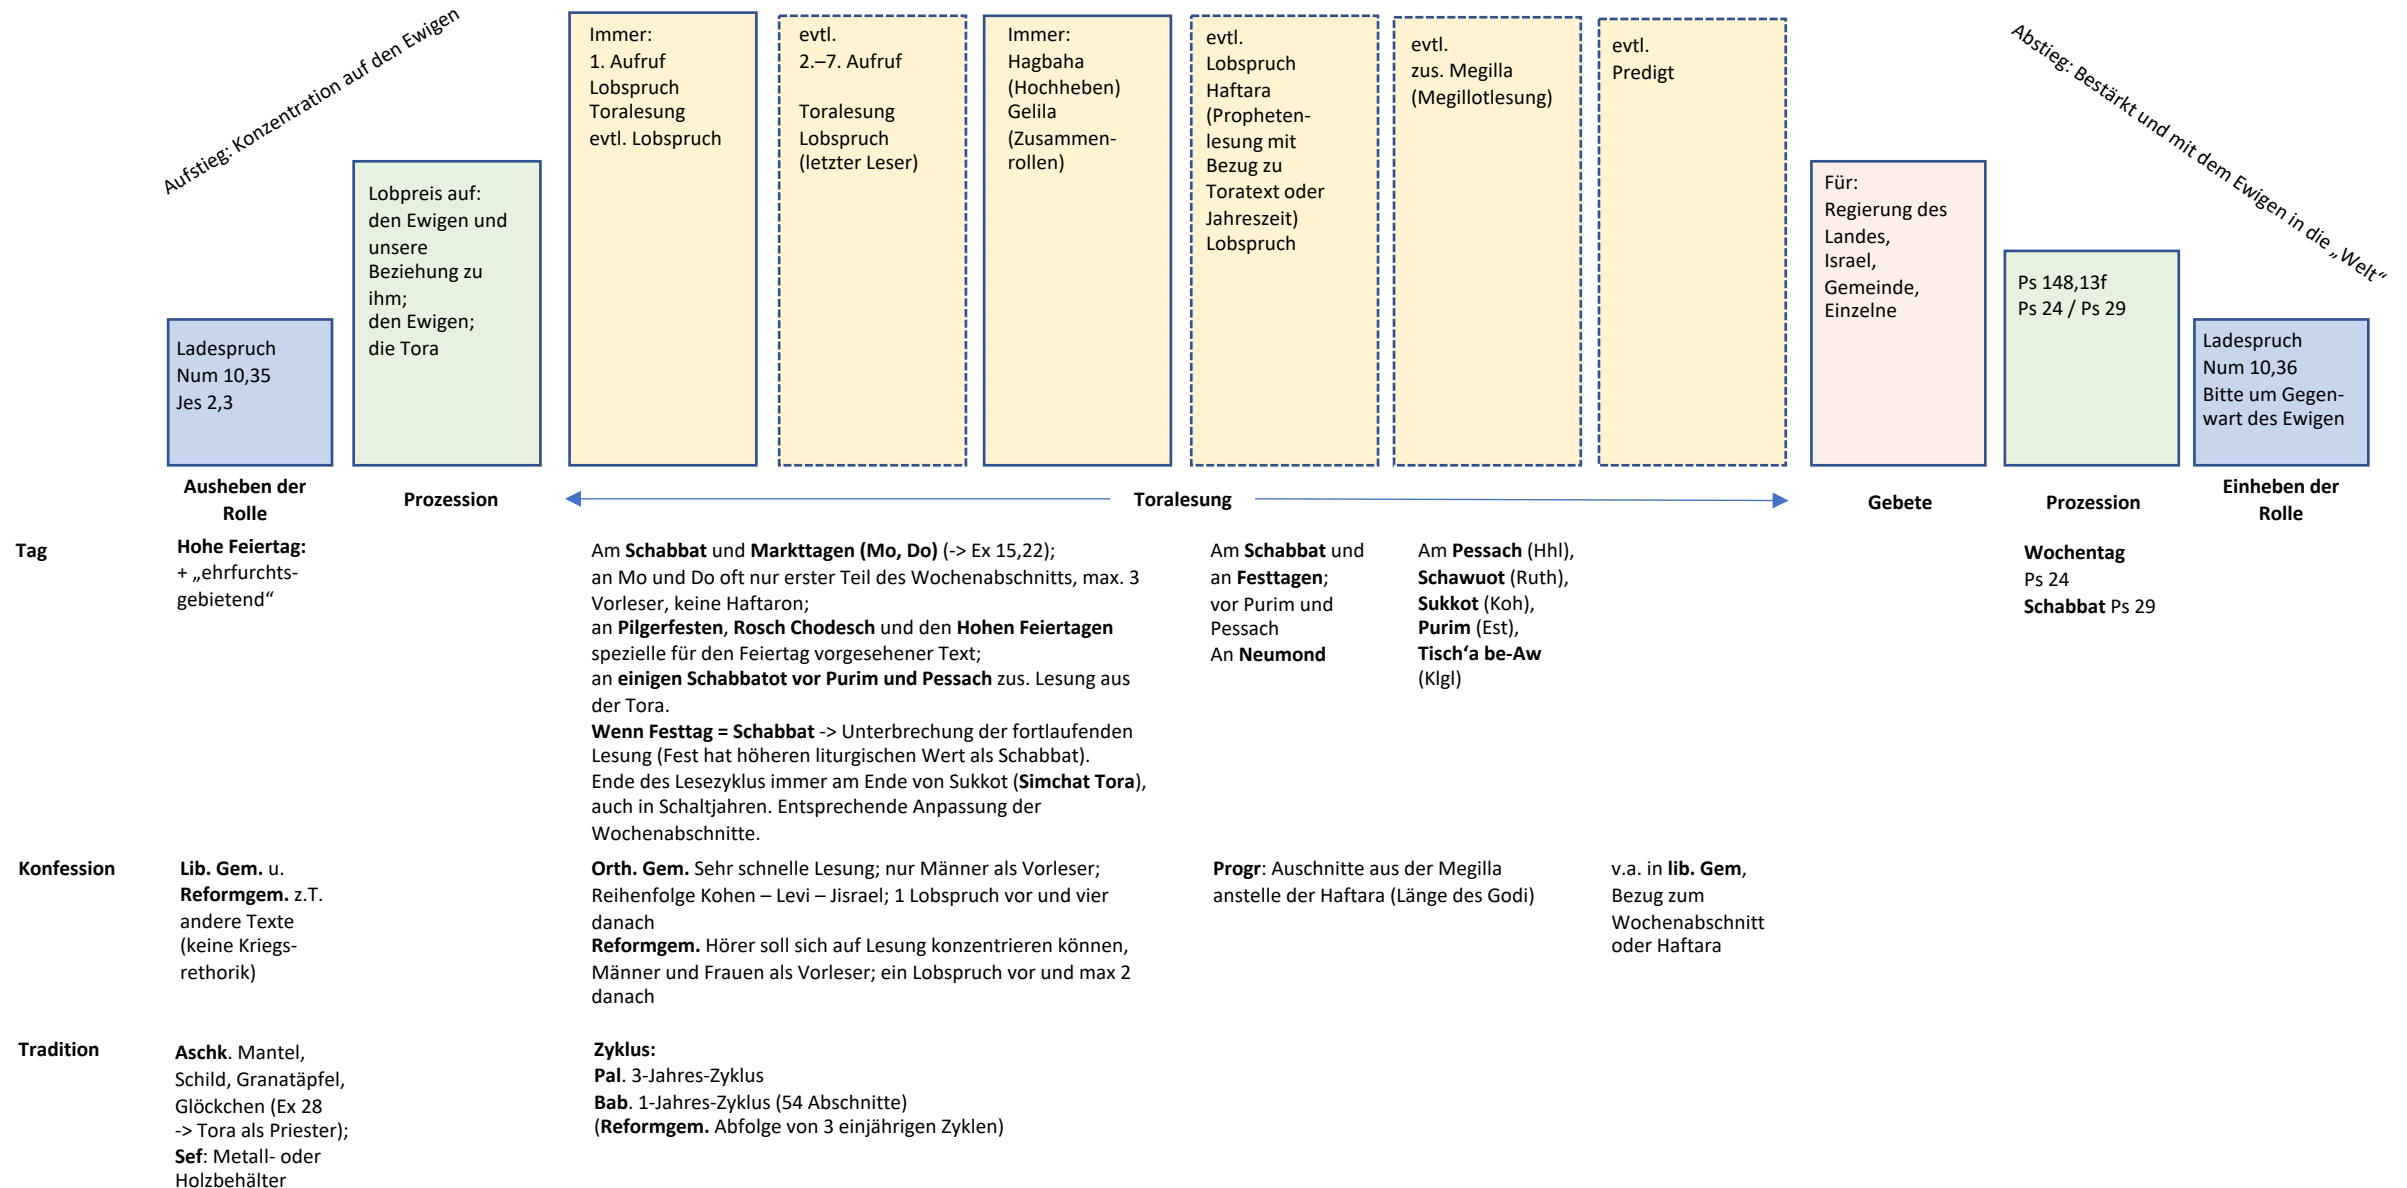 Aufstieg: Konzentration auf den Ewigen
Ladespruch
Num 10,35
Jes 2,3
Lobpreis auf:
den Ewigen und
unsere
Beziehung zu
ihm;
den Ewigen;
die Tora
Immer:
1. Aufruf
Lobspruch
Toralesung
evtl. Lobspruch
evtl.
2.–7. Aufruf
Toralesung
Lobspruch
(letzter Leser)
Immer:
Hagbaha
(Hochheben)
Gelila
(Zusammen-
rollen)
evtl.
Lobspruch
Haftara
(Propheten-
lesung mit
Bezug zu
Toratext oder
Jahreszeit)
Lobspruch
evtl.
zus. Megilla
(Megillotlesung)
evtl.
Predigt
Für:
Regierung des
Landes,
Israel,
Gemeinde,
Einzelne
Ps 148,13f
Ps 24 / Ps 29
Ladespruch
Num 10,36
Bitte um Gegen-
wart des Ewigen
Abstieg: Bestärkt und mit dem Ewigen in die „Welt“
Ausheben der
Rolle
Prozession
Toralesung
Gebete
Prozession
Einheben der
Rolle
Tag
Hohe Feiertag:
+ „ehrfurchts-
gebietend“
Am Schabbat und Markttagen (Mo, Do) (-> Ex 15,22);
an Mo und Do oft nur erster Teil des Wochenabschnitts, max. 3
Vorleser, keine Haftaron;
an Pilgerfesten, Rosch Chodesch und den Hohen Feiertagen
spezielle für den Feiertag vorgesehener Text;
an einigen Schabbatot vor Purim und Pessach zus. Lesung aus
der Tora.
Wenn Festtag = Schabbat -> Unterbrechung der fortlaufenden
Lesung (Fest hat höheren liturgischen Wert als Schabbat).
Ende des Lesezyklus immer am Ende von Sukkot (Simchat Tora),
auch in Schaltjahren. Entsprechende Anpassung der
Wochenabschnitte.
Am Schabbat und
an Festtagen;
vor Purim und
Pessach
An Neumond
Am Pessach (Hhl),
Schawuot (Ruth),
Sukkot (Koh),
Purim (Est),
Tisch‘a be-Aw
(Klgl)
Wochentag
Ps 24
Schabbat Ps 29
Konfession
Lib. Gem. u.
Reformgem. z.T.
andere Texte
(keine Kriegs-
rethorik)
Orth. Gem. Sehr schnelle Lesung; nur Männer als Vorleser;
Reihenfolge Kohen – Levi – Jisrael; 1 Lobspruch vor und vier
danach
Reformgem. Hörer soll sich auf Lesung konzentrieren können,
Männer und Frauen als Vorleser; ein Lobspruch vor und max 2
danach
Progr: Auschnitte aus der Megilla
anstelle der Haftara (Länge des Godi)
v.a. in lib. Gem,
Bezug zum
Wochenabschnitt
oder Haftara
Tradition
Aschk. Mantel,
Schild, Granatäpfel,
Glöckchen (Ex 28
-> Tora als Priester);
Sef: Metall- oder
Holzbehälter
Zyklus:
Pal. 3-Jahres-Zyklus
Bab. 1-Jahres-Zyklus (54 Abschnitte)
(Reformgem. Abfolge von 3 einjährigen Zyklen)